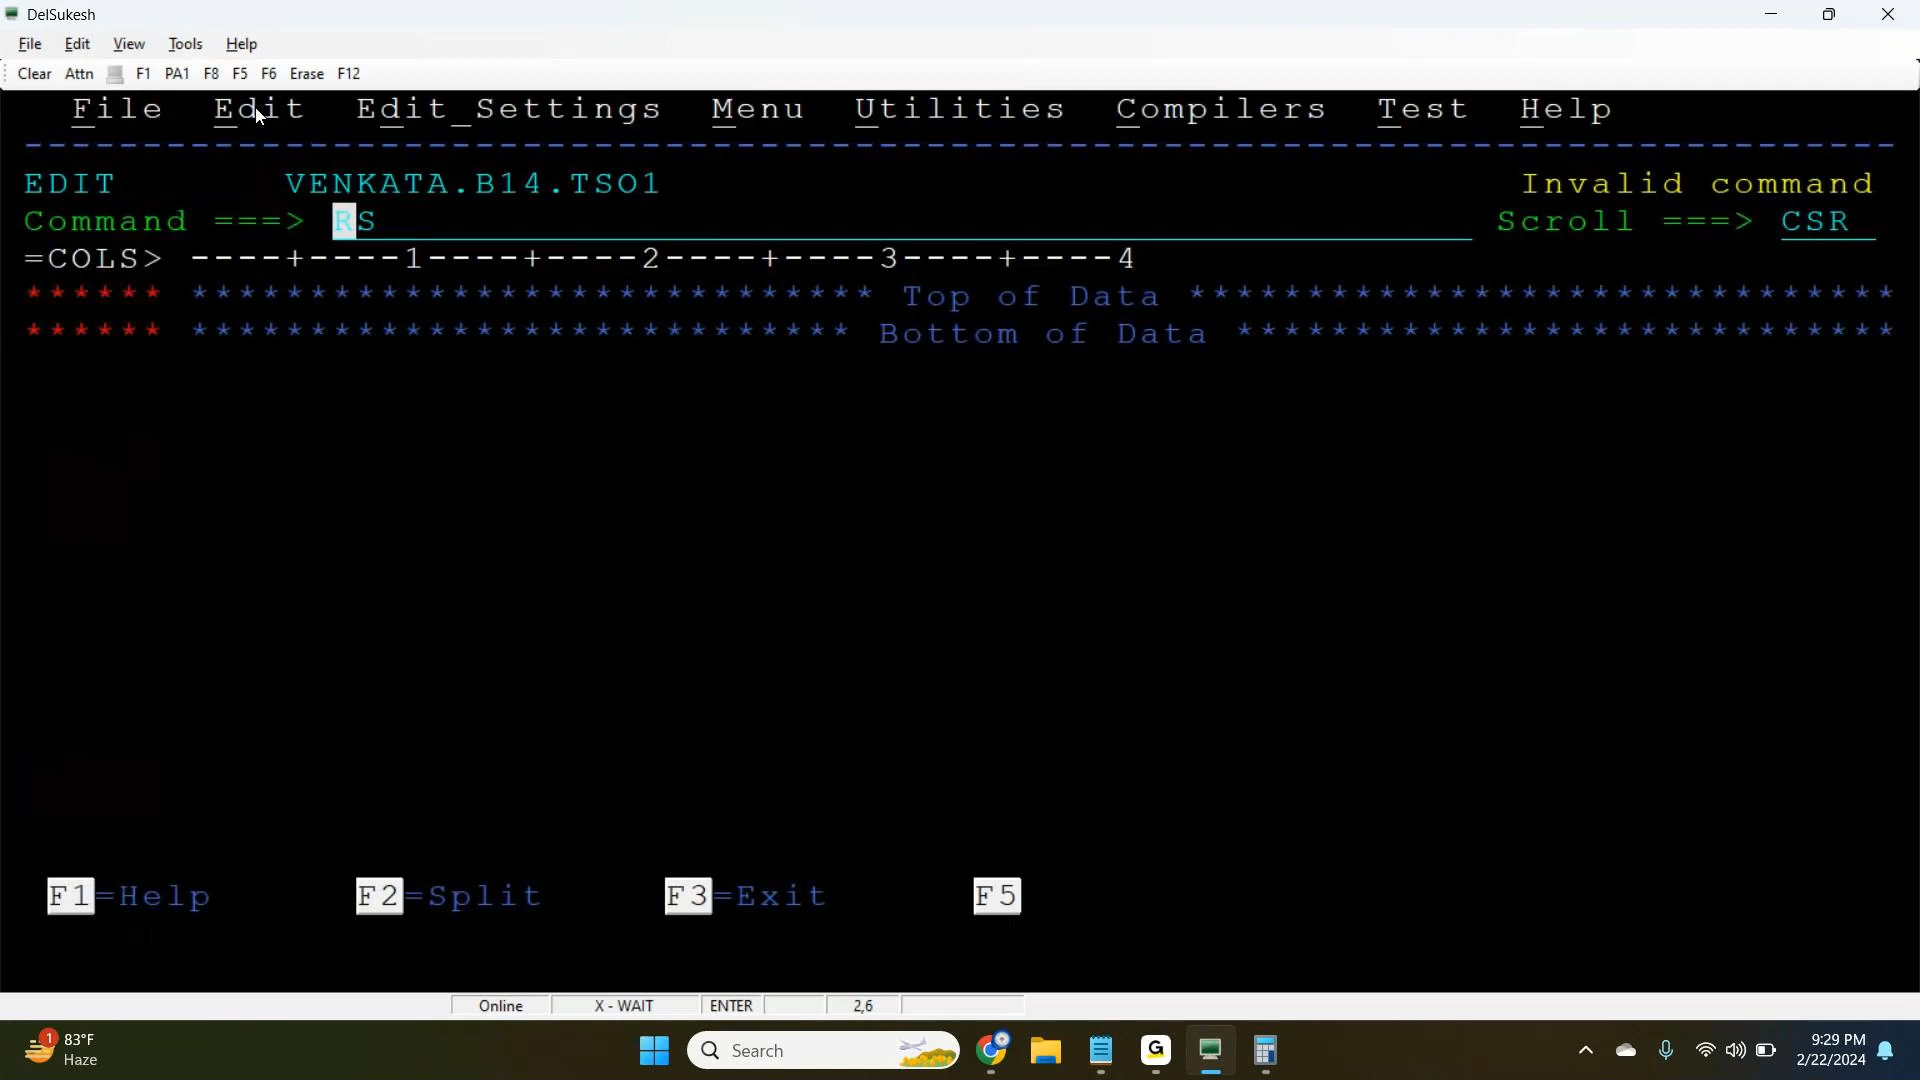 DelSukesh
File Edit View Tools Help
Clear Attn F1 PA1 F8 F5 F6 Erase F12
File Edit Edit_Settings Menu Utilities Compilers Test Help
-------------------------------------------------------------------------------
EDIT VENKATA.B14.TSO1 Invalid command
Command ===> RS Scroll ===> CSR
=COLS> ----+----1----+----2----+----3----+----4
****** ***************************** Top of Data ******************************
****** **************************** Bottom of Data ****************************
F1=Help F2=Split F3=Exit F5
Online X - WAIT ENTER 2,6
1 83°F
Haze
Search
G
9:29 PM
2/22/2024